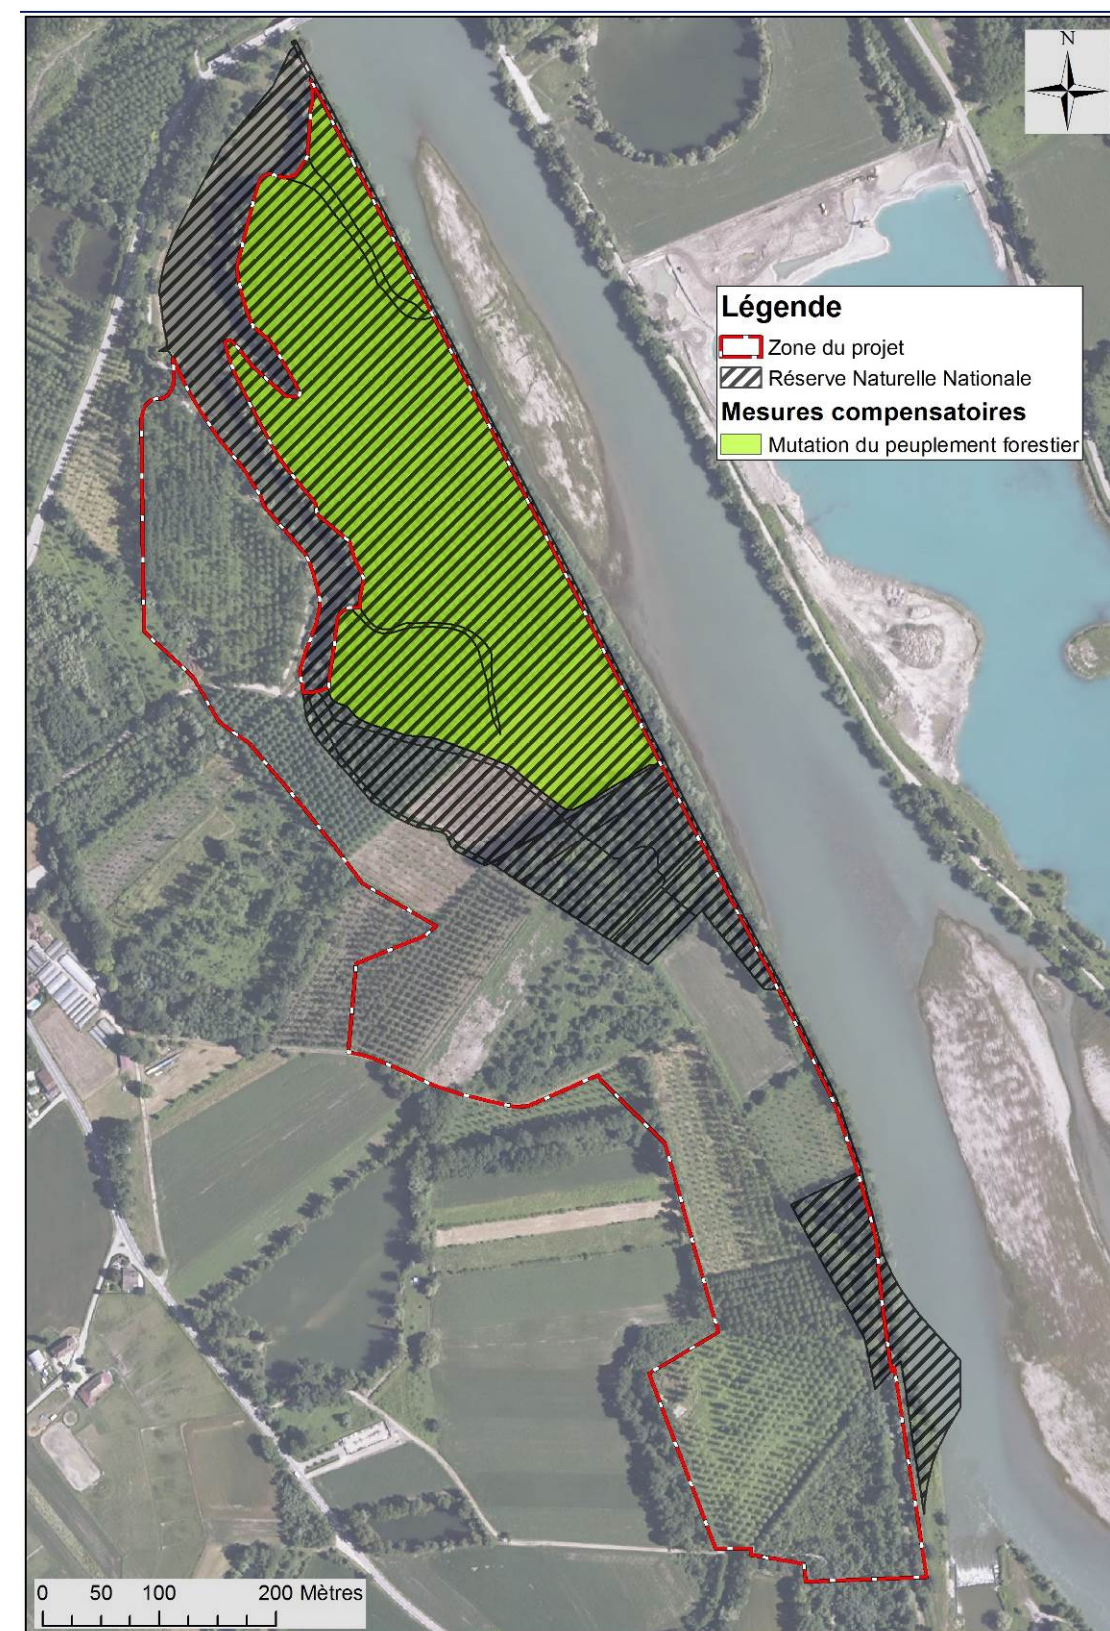 N
Légende
Zone du projet
Réserve Naturelle Nationale
Mesures compensatoires
Mutation du peuplement forestier
0 50 100 200 Mètres